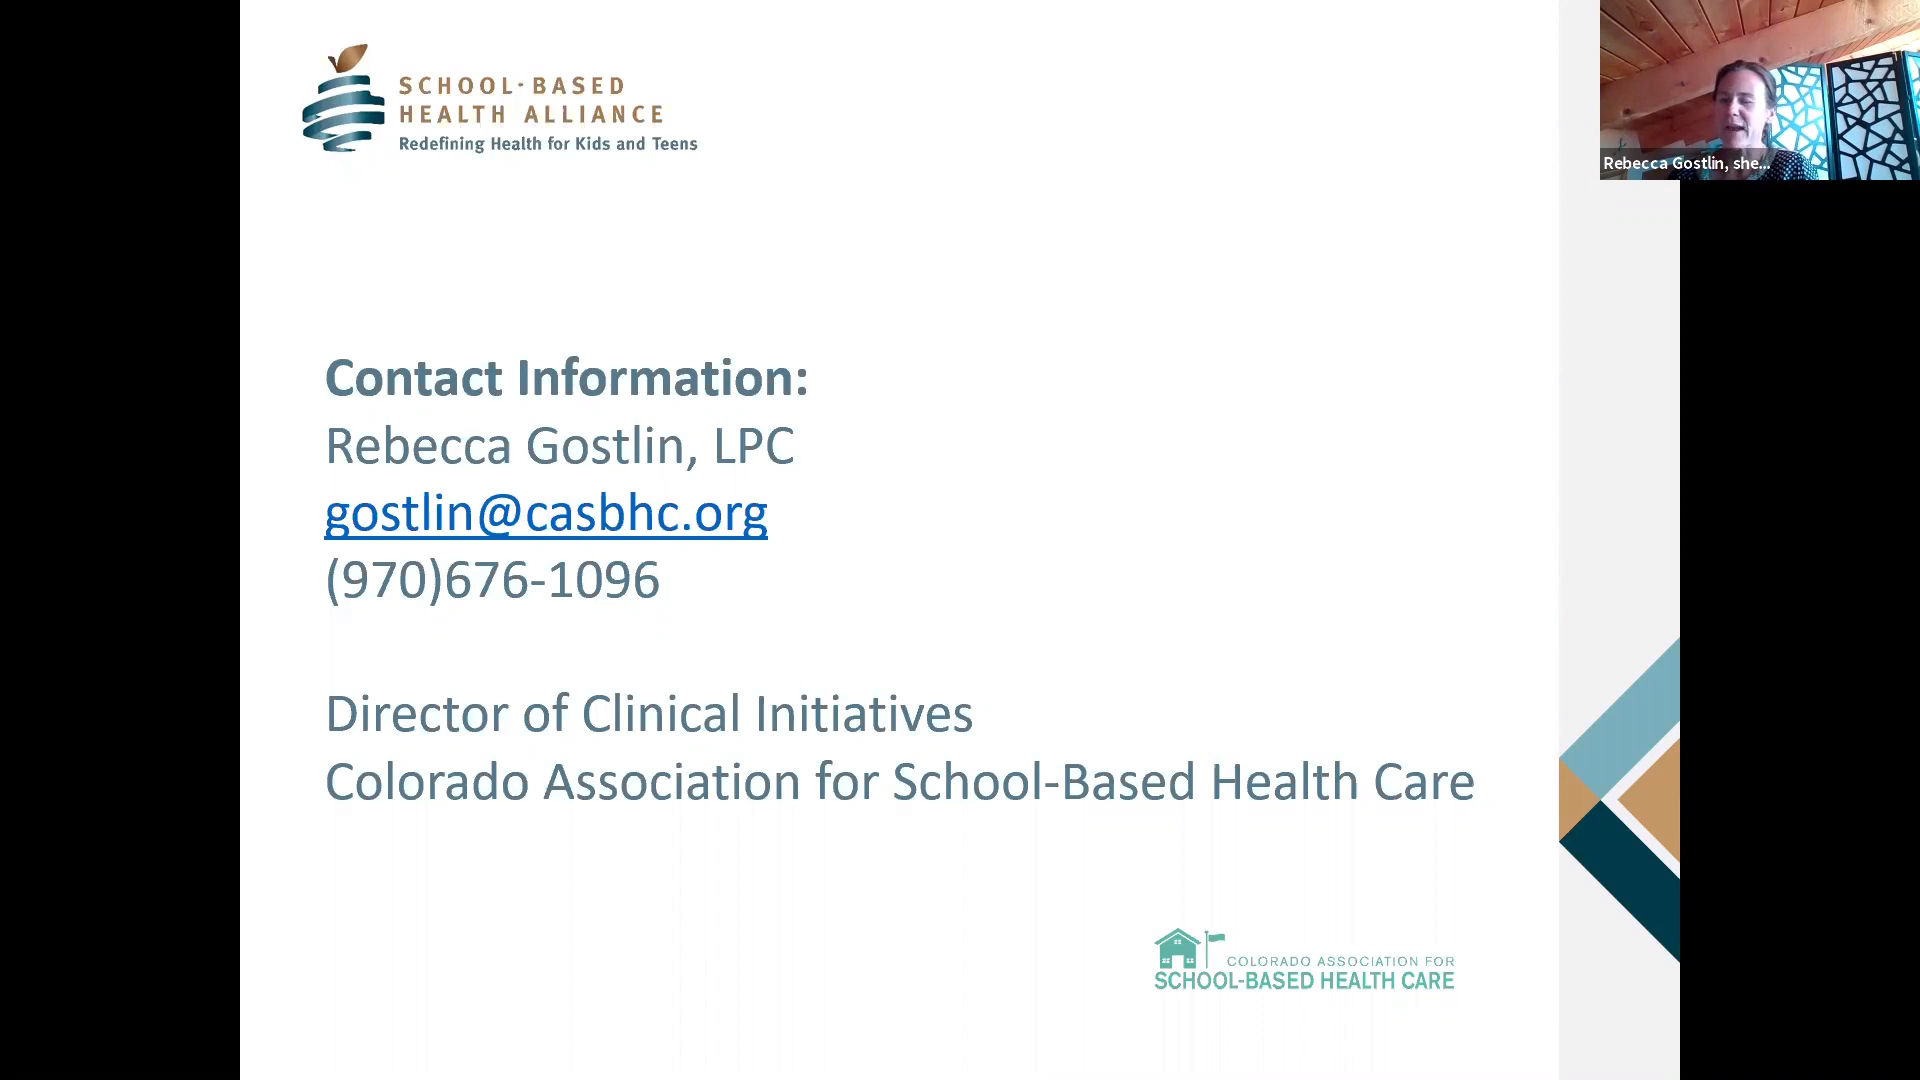 SCHOOL-BASED
HEALTH ALLIANCE
Redefining Health for Kids and Teens
Rebecca Gostlin, she...
Contact Information:
Rebecca Gostlin, LPC
gostlin@casbhc.org
(970)676-1096
Director of Clinical Initiatives
Colorado Association for School-Based Health Care
COLORADO ASSOCIATION FOR
SCHOOL-BASED HEALTH CARE